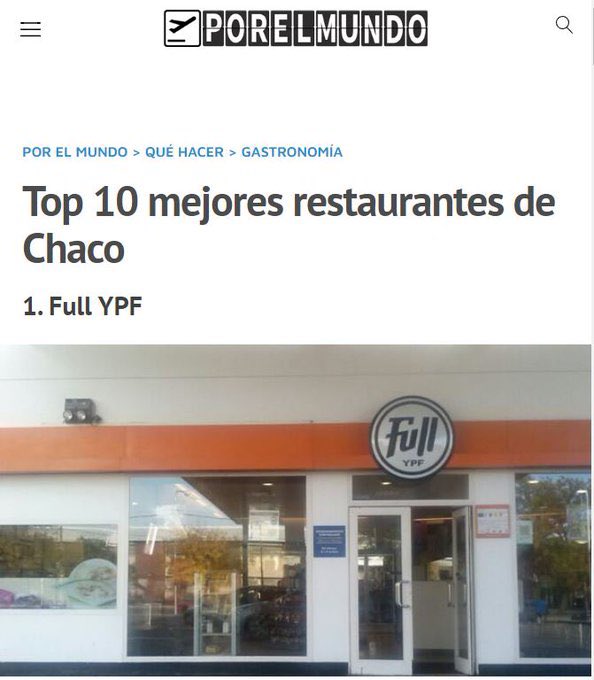 PORELMUNDO
POR EL MUNDO > QUÉ HACER > GASTRONOMÍA
Top 10 mejores restaurantes de
Chaco
1. Full YPF
Full
YPF